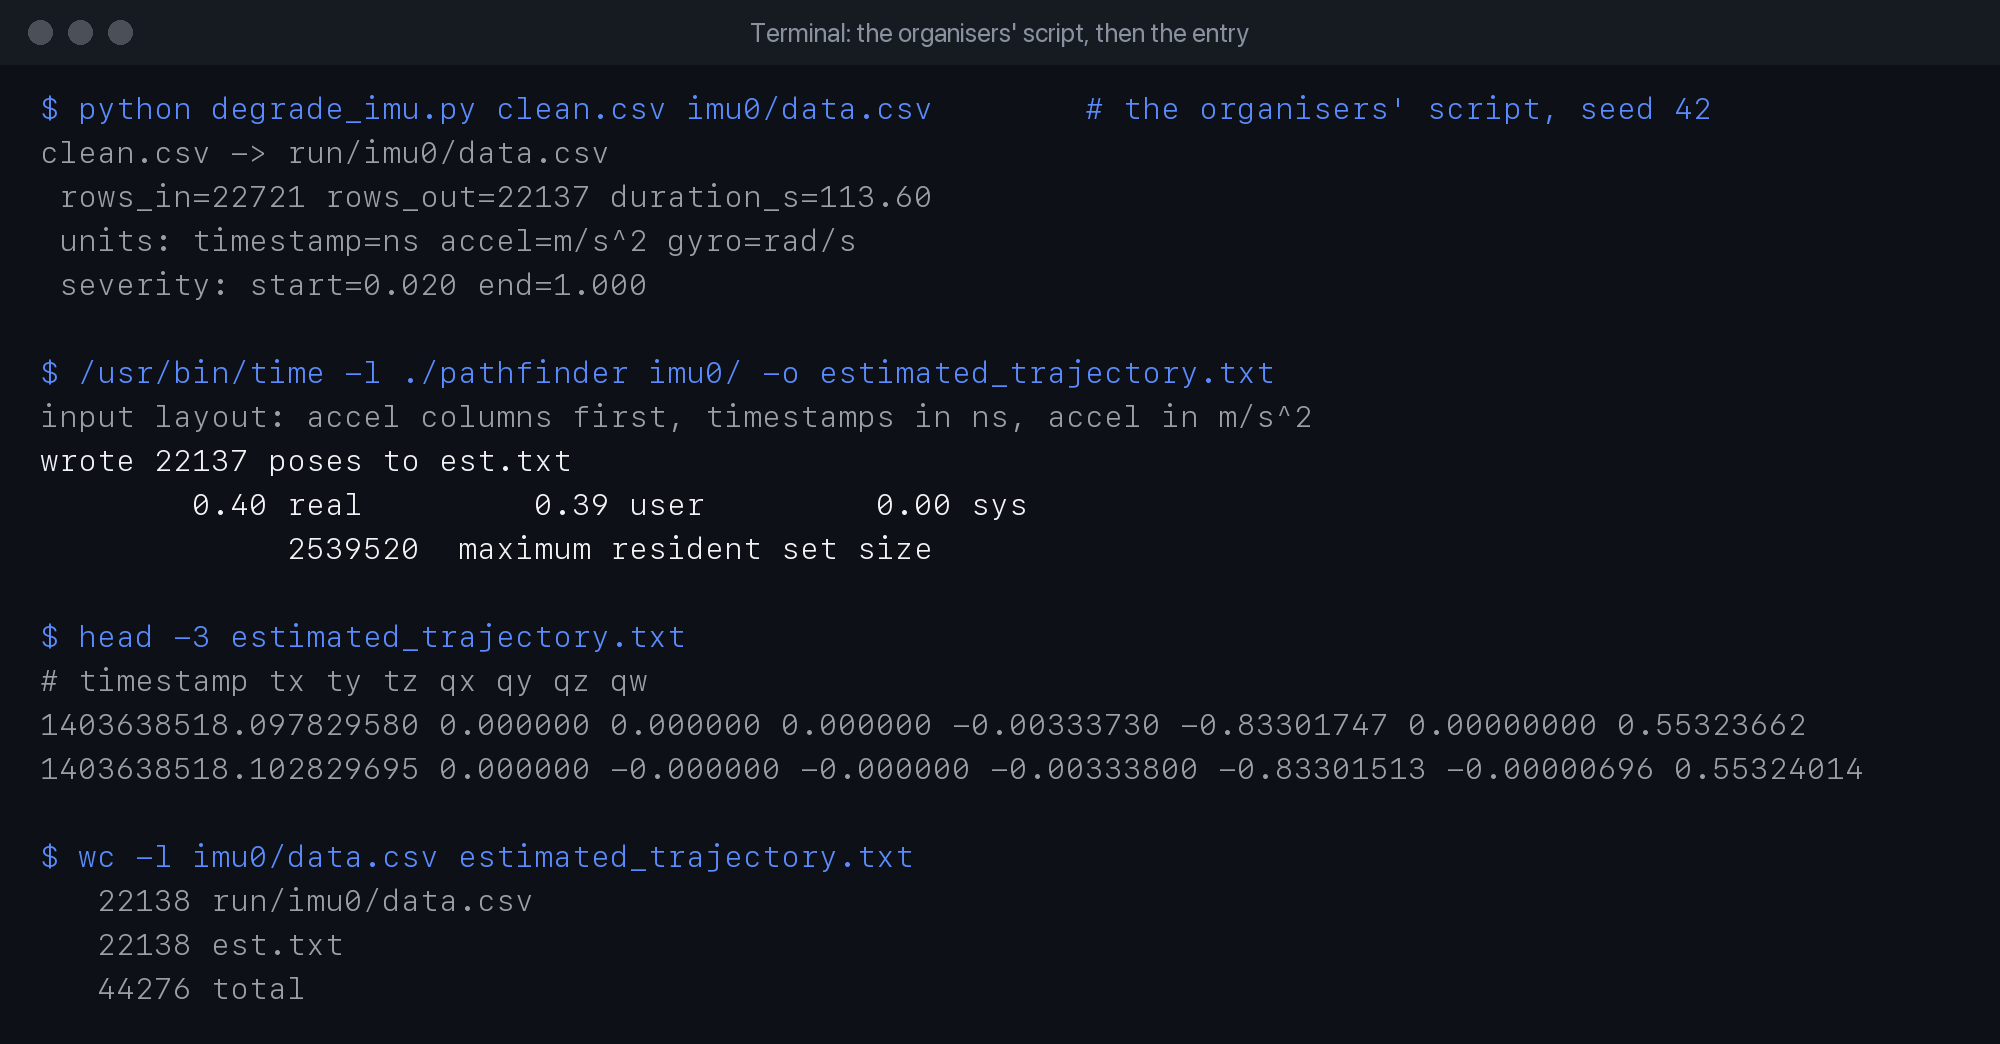 Terminal: the organisers' script, then the entry
$ python degrade_imu.py clean.csv imu0/data.csv        # the organisers' script, seed 42
clean.csv -> run/imu0/data.csv
 rows_in=22721 rows_out=22137 duration_s=113.60
 units: timestamp=ns accel=m/s^2 gyro=rad/s
 severity: start=0.020 end=1.000
$ /usr/bin/time -l ./pathfinder imu0/ -o estimated_trajectory.txt
input layout: accel columns first, timestamps in ns, accel in m/s^2
wrote 22137 poses to est.txt
        0.40 real         0.39 user         0.00 sys
             2539520  maximum resident set size
$ head -3 estimated_trajectory.txt
# timestamp tx ty tz qx qy qz qw
1403638518.097829580 0.000000 0.000000 0.000000 -0.00333730 -0.83301747 0.00000000 0.55323662
1403638518.102829695 0.000000 -0.000000 -0.000000 -0.00333800 -0.83301513 -0.00000696 0.55324014
$ wc -l imu0/data.csv estimated_trajectory.txt
   22138 run/imu0/data.csv
   22138 est.txt
   44276 total